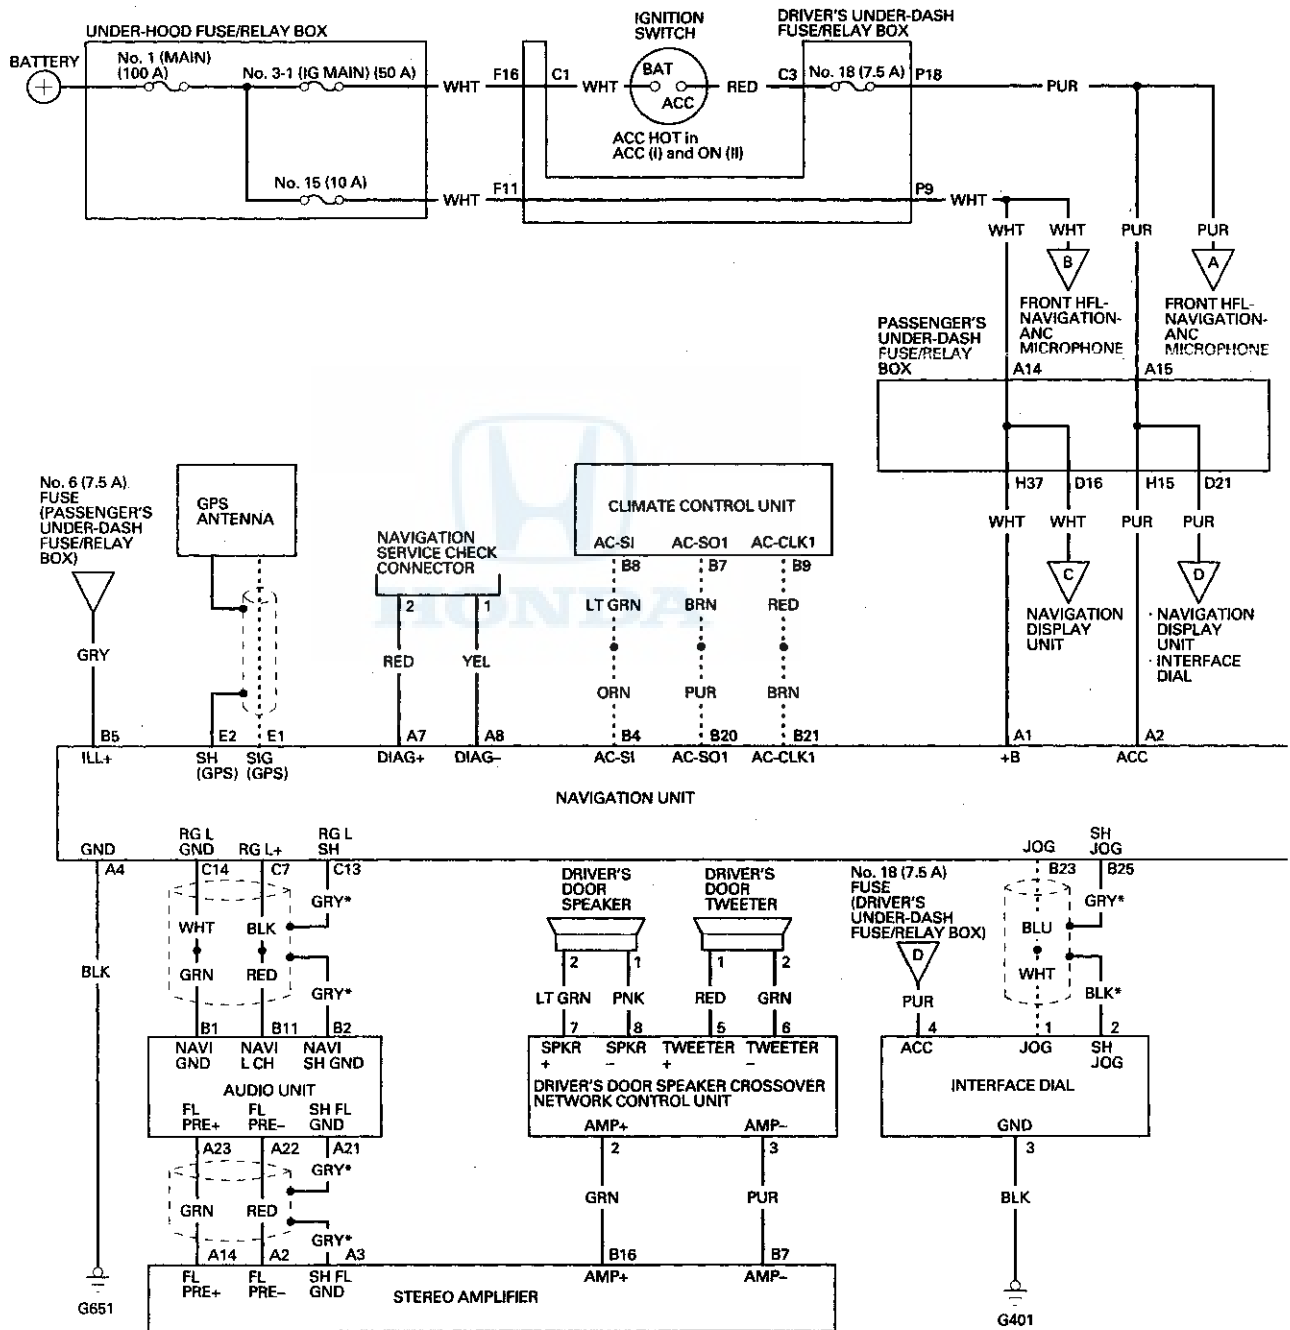 IGNITION
SWITCH
DRIVER'S UNDER-DASH
FUSE/RELAY BOX
UNDER-HOOD FUSE/RELAY BOX
BATTERY
No. 1 (MAIN)
(100 A)
No. 3-1 (IG MAIN) (50 A)
WHT
F16
C1
WHT
BAT
ACC
RED
C3
No. 18 (7.5 A)
P18
PUR
ACC HOT in
ACC (I) and ON (II)
No. 15 (10 A)
WHT
F11
P9
WHT
WHT
WHT
PUR
PUR
B
A
FRONT HFL-
NAVIGATION-
ANC
MICROPHONE
FRONT HFL-
NAVIGATION-
ANC
MICROPHONE
PASSENGER'S
UNDER-DASH
FUSE/RELAY
BOX
A14
A15
H37
D16
H15
D21
WHT
WHT
PUR
PUR
C
D
NAVIGATION
DISPLAY
UNIT
· NAVIGATION
DISPLAY
UNIT
· INTERFACE
DIAL
HONDA
No. 6 (7.5 A)
FUSE
(PASSENGER'S
UNDER-DASH
FUSE/RELAY
BOX)
GPS
ANTENNA
NAVIGATION
SERVICE CHECK
CONNECTOR
2
1
CLIMATE CONTROL UNIT
AC-SI
AC-SO1
AC-CLK1
B8
B7
B9
LT GRN
BRN
RED
GRY
RED
YEL
ORN
PUR
BRN
B5
E2
E1
A7
A8
B4
B20
B21
A1
A2
ILL+
SH
(GPS)
SIG
(GPS)
DIAG+
DIAG-
AC-SI
AC-SO1
AC-CLK1
+B
ACC
NAVIGATION UNIT
GND
RG L
GND
RG L+
RG L
SH
JOG
SH
JOG
A4
C14
C7
C13
B23
B25
GRY*
WHT
BLK
GRN
RED
GRY*
BLK
B1
B11
B2
NAVI
GND
NAVI
L CH
NAVI
SH GND
AUDIO UNIT
FL
PRE+
FL
PRE-
SH FL
GND
A23
A22
A21
GRY*
GRN
RED
GRY*
A14
A2
A3
FL
PRE+
FL
PRE-
SH FL
GND
STEREO AMPLIFIER
G651
DRIVER'S
DOOR
SPEAKER
DRIVER'S
DOOR
TWEETER
2
1
1
2
LT GRN
PNK
RED
GRN
7
8
5
6
SPKR
+
SPKR
-
TWEETER
+
TWEETER
-
DRIVER'S DOOR SPEAKER CROSSOVER
NETWORK CONTROL UNIT
AMP+
AMP-
2
3
GRN
PUR
B16
B7
AMP+
AMP-
No. 18 (7.5 A)
FUSE
(DRIVER'S
UNDER-DASH
FUSE/RELAY BOX)
D
PUR
GRY*
BLU
WHT
BLK*
4
1
2
ACC
JOG
SH
JOG
INTERFACE DIAL
GND
3
BLK
G401